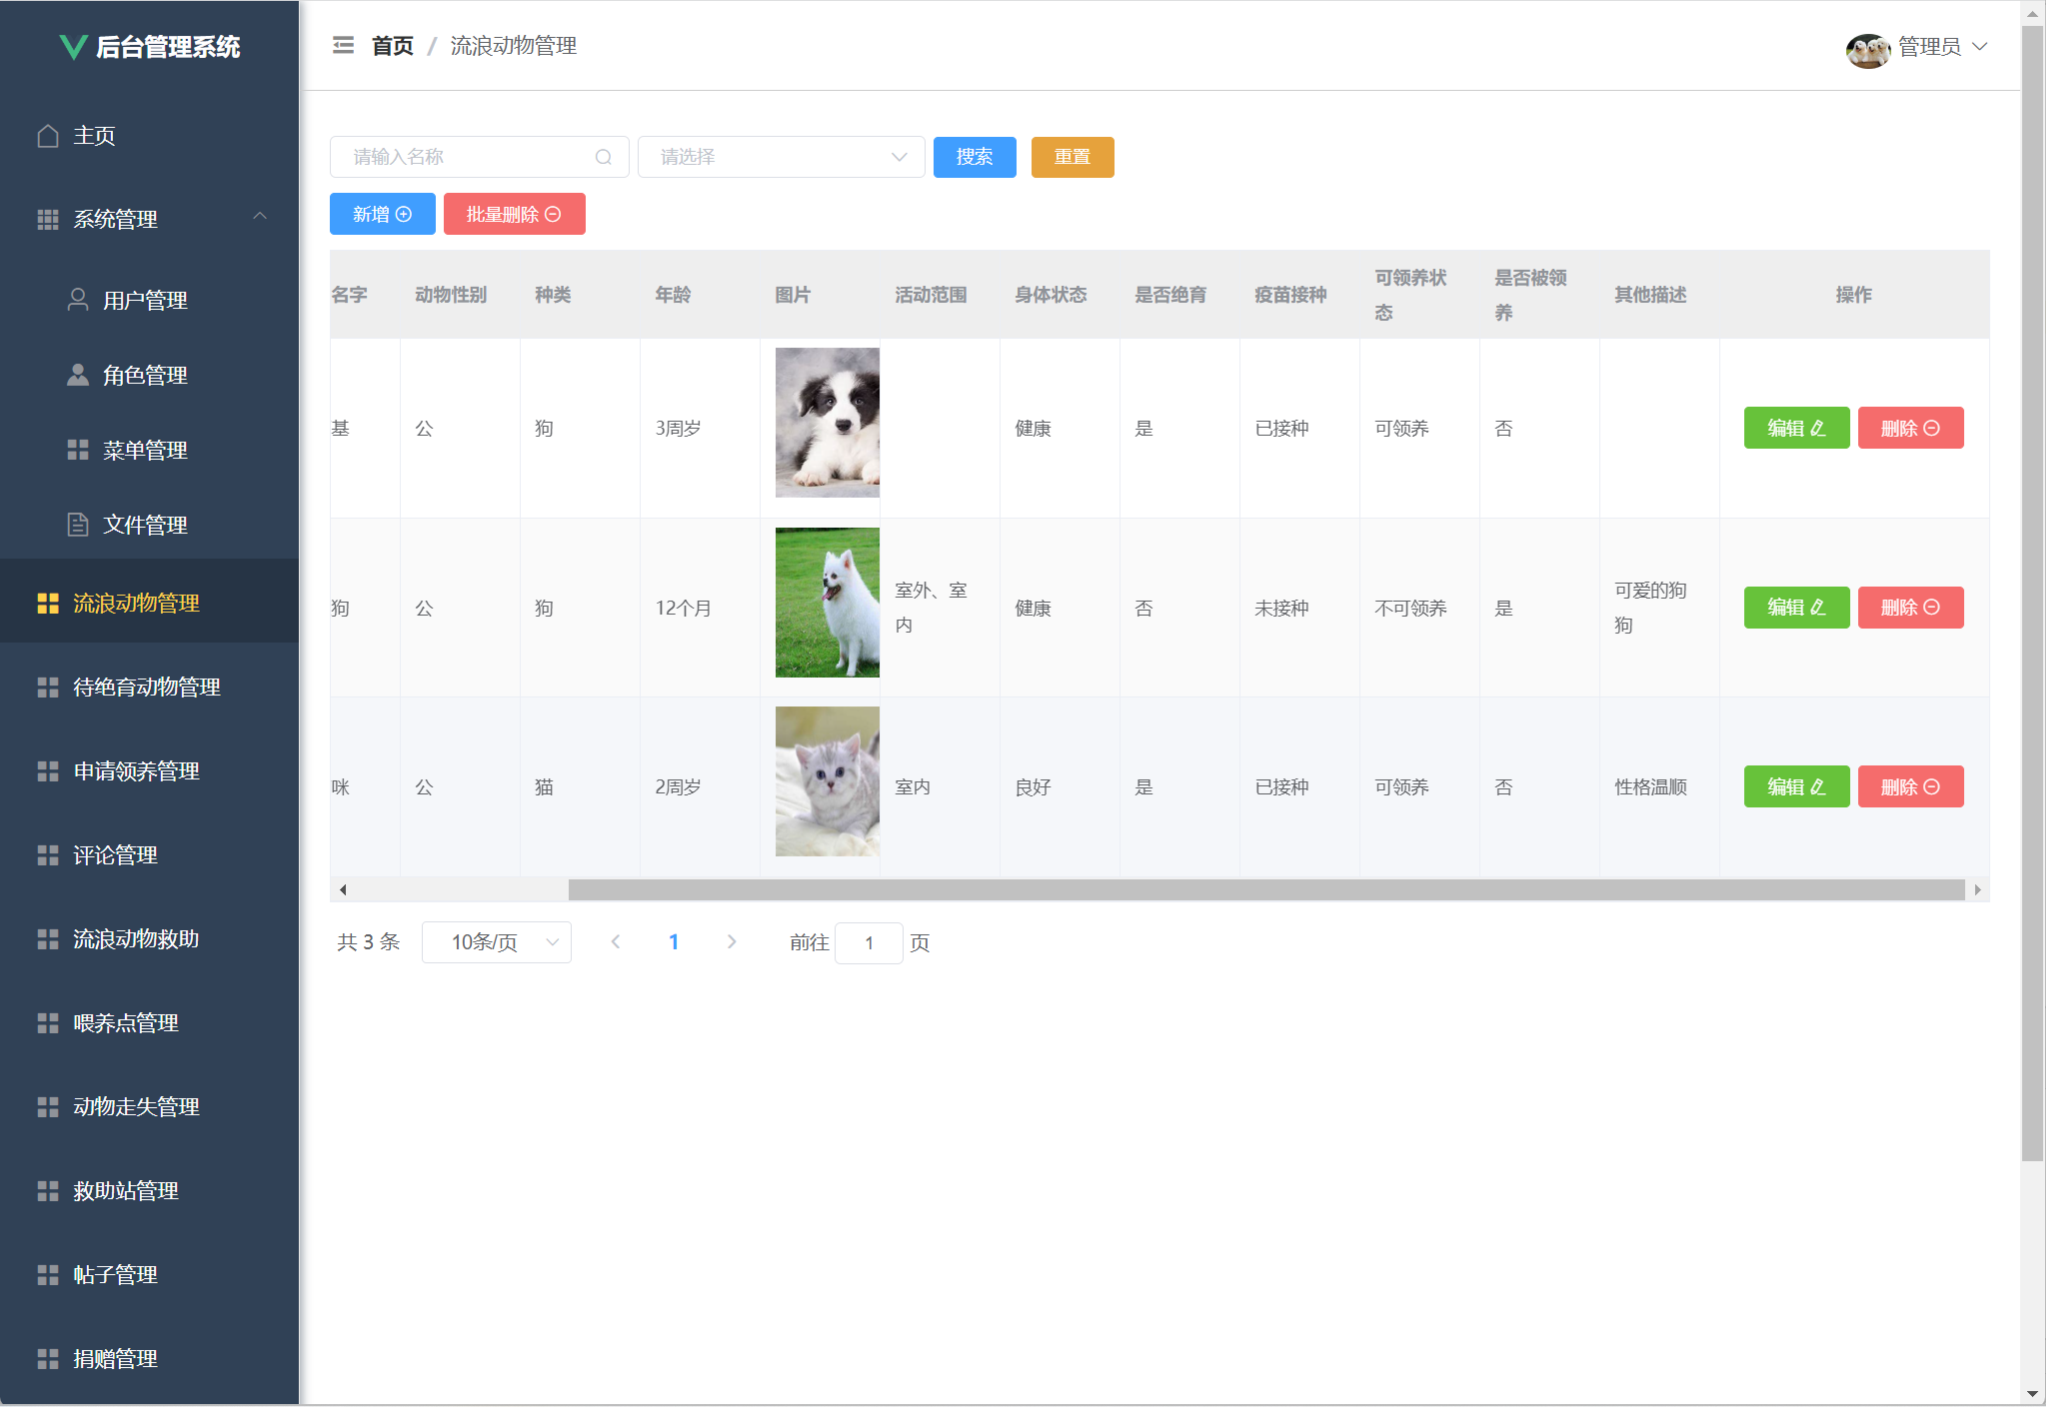 后台管理系统
首页 / 流浪动物管理
管理员
主页
系统管理
用户管理
角色管理
菜单管理
文件管理
流浪动物管理
待绝育动物管理
申请领养管理
评论管理
流浪动物救助
喂养点管理
动物走失管理
救助站管理
帖子管理
捐赠管理
请输入名称 请选择 搜索 重置
新增 批量删除
名字 动物性别 种类 年龄 图片 活动范围 身体状态 是否绝育 疫苗接种 可领养状态 是否被领养 其他描述 操作
基 公 狗 3周岁 健康 是 已接种 可领养 否 编辑 删除
狗 公 狗 12个月 室外、室内 健康 否 未接种 不可领养 是 可爱的狗狗 编辑 删除
咪 公 猫 2周岁 室内 良好 是 已接种 可领养 否 性格温顺 编辑 删除
共 3 条 10条/页 1 前往 1 页